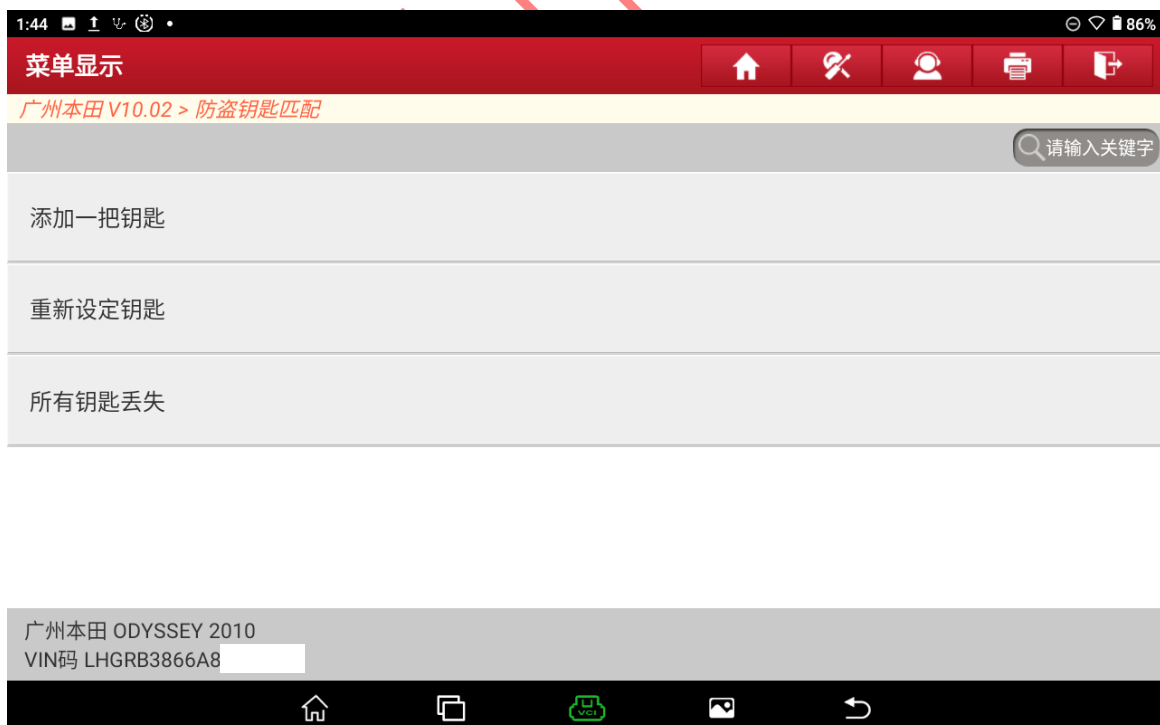 1:44
86%
菜单显示
广州本田 V10.02 > 防盗钥匙匹配
请输入关键字
添加一把钥匙
重新设定钥匙
所有钥匙丢失
广州本田 ODYSSEY 2010
VIN码 LHGRB3866A8
VCI